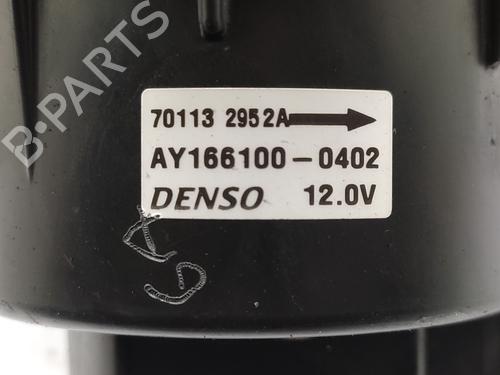 B-PARTS
70113 2952A
AY166100-0402
DENSO 12.0V